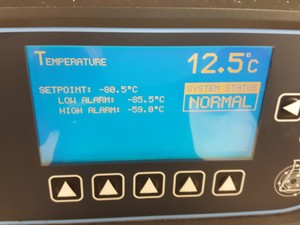 TEMPERATURE 12.5°C
SETPOINT: -80.5°C
LOW ALARM: -85.5°C
HIGH ALARM: -59.0°C
SYSTEM STATUS
NORMAL